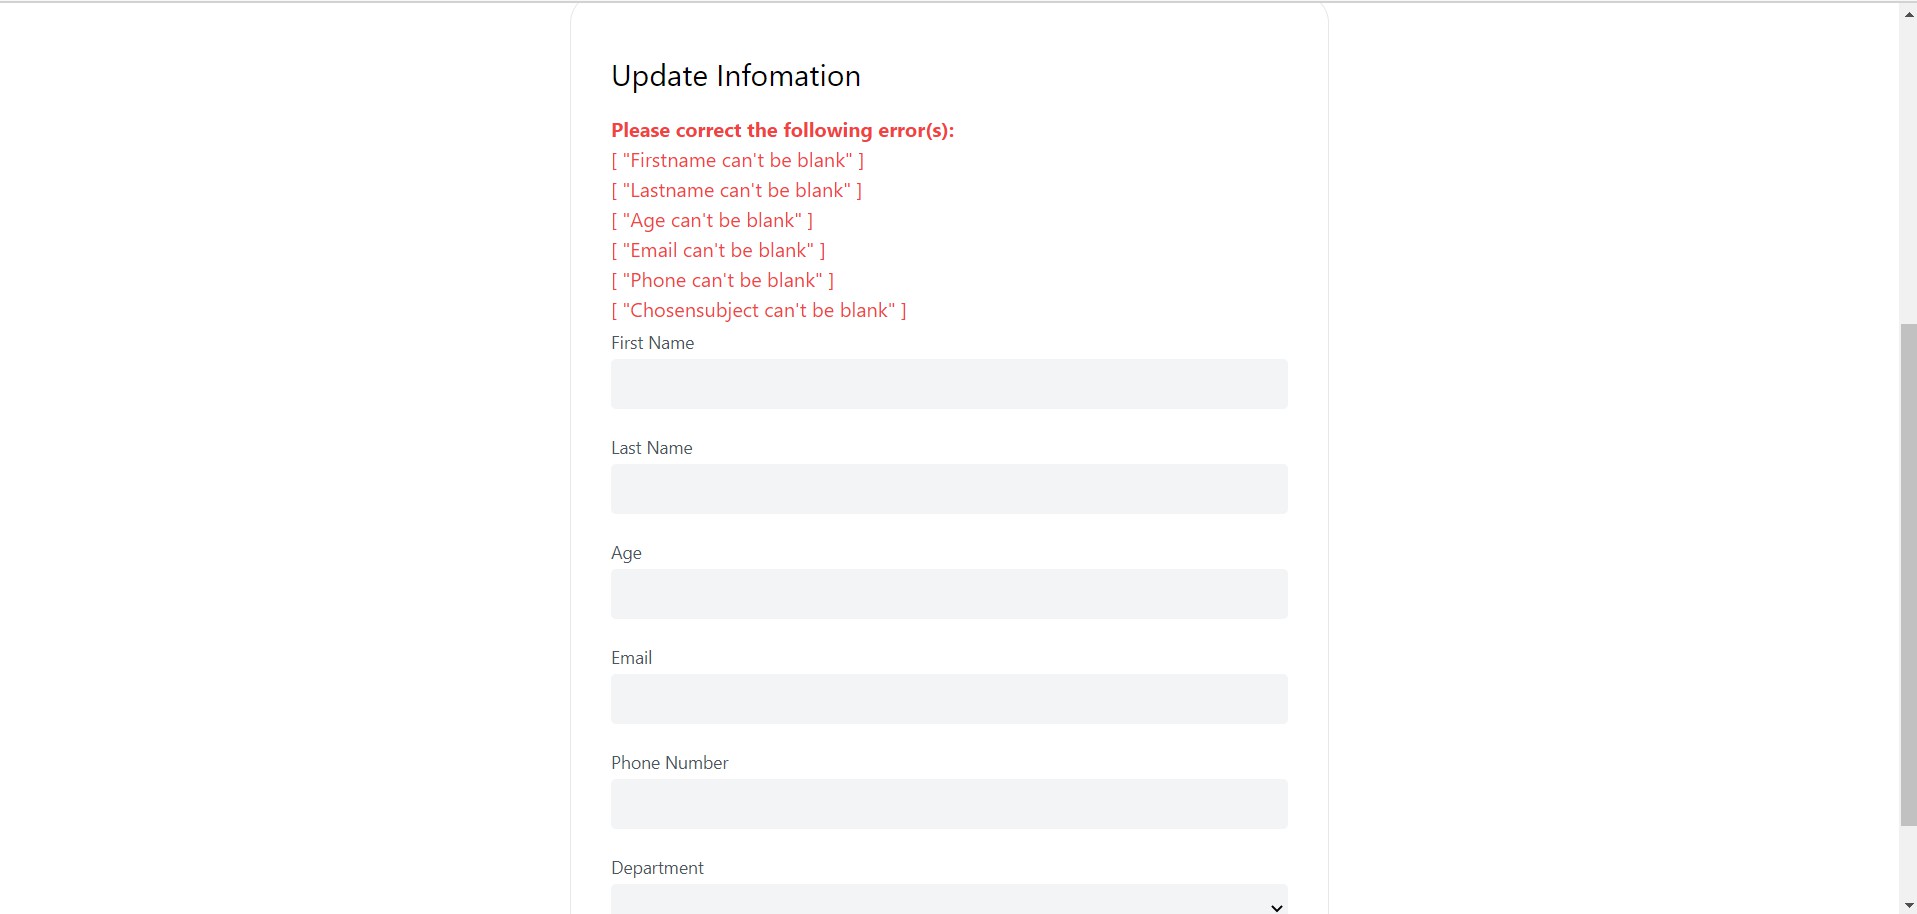 Update Infomation
Please correct the following error(s):
[ "Firstname can't be blank" ]
[ "Lastname can't be blank" ]
[ "Age can't be blank" ]
[ "Email can't be blank" ]
[ "Phone can't be blank" ]
[ "Chosensubject can't be blank" ]
First Name
Last Name
Age
Email
Phone Number
Department